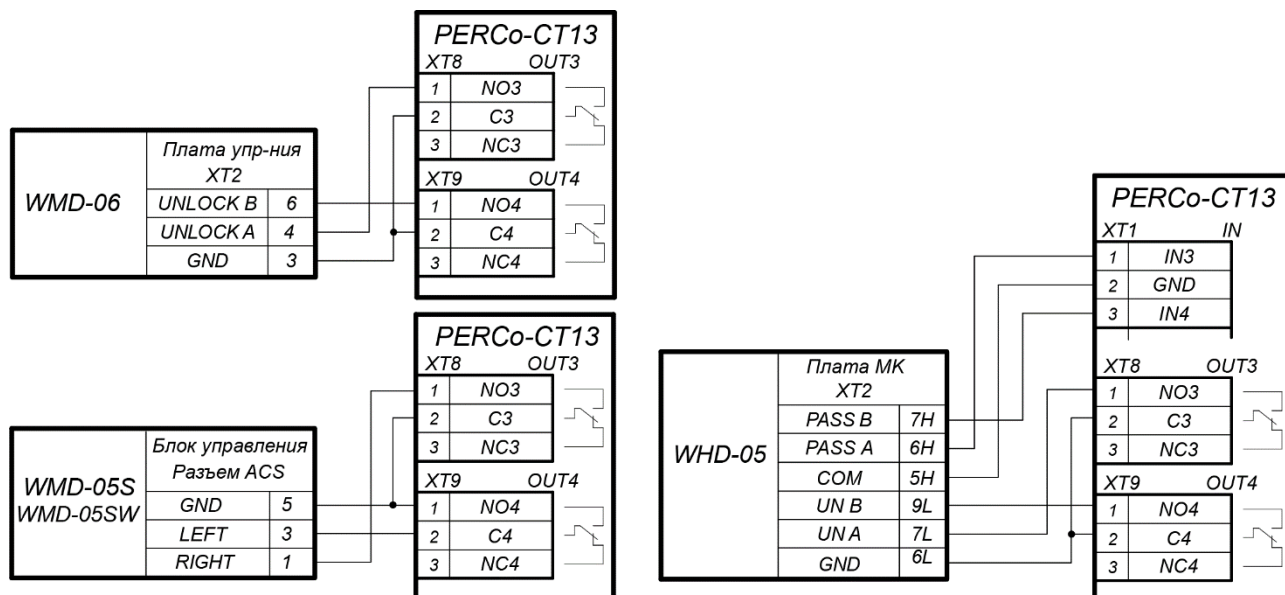 PERCo-CT13
XT8 OUT3
1 NO3
2 C3
3 NC3
XT9 OUT4
1 NO4
2 C4
3 NC4
WMD-06
Плата упр-ния
XT2
UNLOCK B 6
UNLOCK A 4
GND 3
PERCo-CT13
XT8 OUT3
1 NO3
2 C3
3 NC3
XT9 OUT4
1 NO4
2 C4
3 NC4
WMD-05S
WMD-05SW
Блок управления
Разъем ACS
GND 5
LEFT 3
RIGHT 1
PERCo-CT13
XT1 IN
1 IN3
2 GND
3 IN4
XT8 OUT3
1 NO3
2 C3
3 NC3
XT9 OUT4
1 NO4
2 C4
3 NC4
WHD-05
Плата МК
XT2
PASS B 7H
PASS A 6H
COM 5H
UN B 9L
UN A 7L
GND 6L